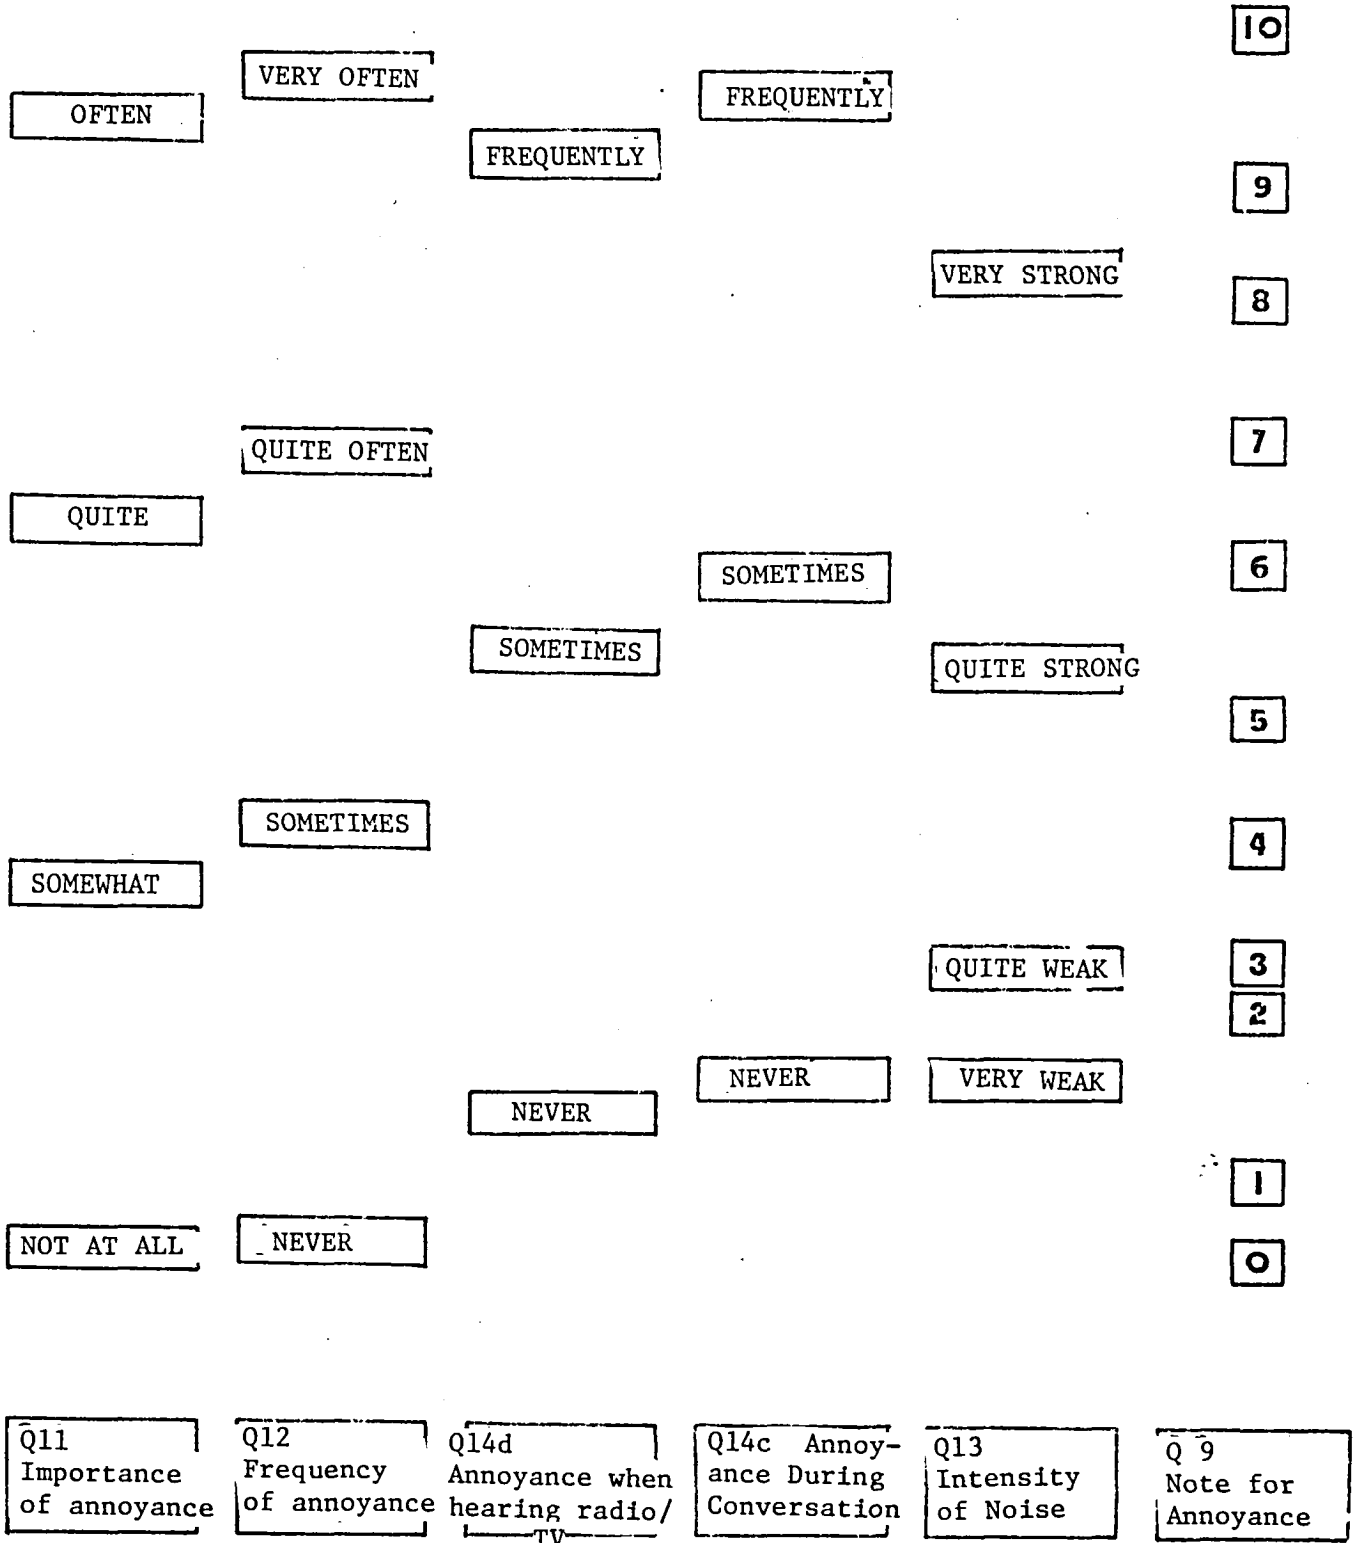 10
VERY OFTEN
FREQUENTLY
OFTEN
FREQUENTLY
9
VERY STRONG
8
7
QUITE OFTEN
QUITE
6
SOMETIMES
SOMETIMES
QUITE STRONG
5
SOMETIMES
4
SOMEWHAT
QUITE WEAK
3
2
NEVER
VERY WEAK
NEVER
1
NOT AT ALL
NEVER
0
Q11
Importance
of annoyance
Q12
Frequency
of annoyance
Q14d
Annoyance when
hearing radio/
TV
Q14c Annoy-
ance During
Conversation
Q13
Intensity
of Noise
Q 9
Note for
Annoyance